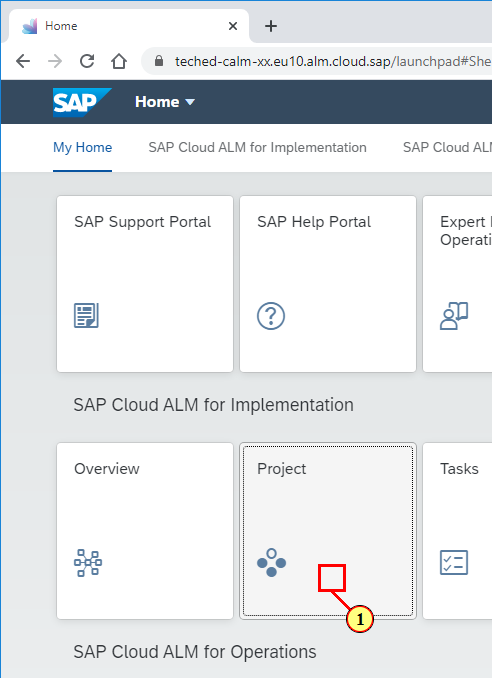 Home
teched-calm-xx.eu10.alm.cloud.sap/launchpad#She
SAP Home
My Home SAP Cloud ALM for Implementation SAP Cloud ALM
SAP Support Portal SAP Help Portal Expert
Operati
SAP Cloud ALM for Implementation
Overview Project Tasks
1
SAP Cloud ALM for Operations